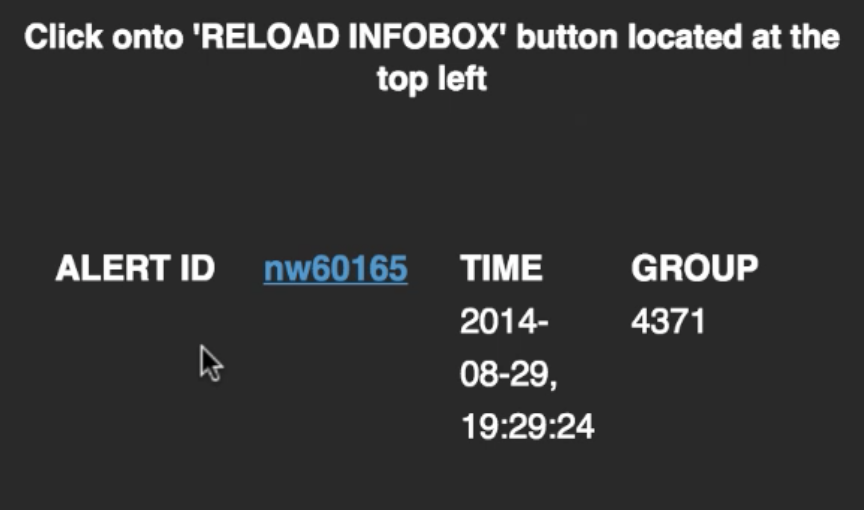 Click onto 'RELOAD INFOBOX' button located at the
top left
ALERT ID nw60165 TIME GROUP
2014- 4371
08-29,
19:29:24